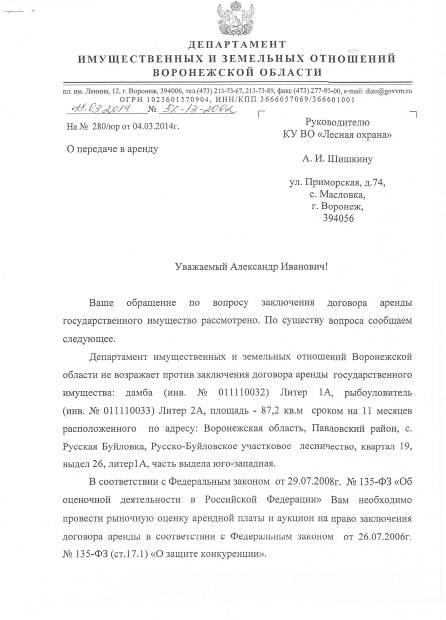 ДЕПАРТАМЕНТ
ИМУЩЕСТВЕННЫХ И ЗЕМЕЛЬНЫХ ОТНОШЕНИЙ
ВОРОНЕЖСКОЙ ОБЛАСТИ
пл. им. Ленина, 12, г. Воронеж, 394006, тел.(473) 213-73-67, 213-73-89, факс (473) 277-93-00, e-mail: dizo@govvrn.ru
ОГРН 1023601570904, ИНН/КПП 3666057069/366601001
.03.2014 № 52-13-2002
На № 280/юр от 04.03.2014г.
О передаче в аренду
Руководителю
КУ ВО «Лесная охрана»
А. И. Шишкину
ул. Приморская, д.74,
с. Масловка,
г. Воронеж,
394056
Уважаемый Александр Иванович!
Ваше обращение по вопросу заключения договора аренды
государственного имущество рассмотрено. По существу вопроса сообщаем
следующее.
Департамент имущественных и земельных отношений Воронежской
области не возражает против заключения договора аренды государственного
имущества: дамба (инв. № 011110032) Литер 1А, рыбоуловитель
(инв. № 011110033) Литер 2А, площадь - 87,2 кв.м сроком на 11 месяцев
расположенного по адресу: Воронежская область, Павловский район, с.
Русская Буйловка, Русско-Буйловское участковое лесничество, квартал 19,
выдел 26, литер1А, часть выдела юго-западная.
В соответствии с Федеральным законом от 29.07.2008г. № 135-ФЗ «Об
оценочной деятельности в Российской Федерации» Вам необходимо
провести рыночную оценку арендной платы и аукцион на право заключения
договора аренды в соответствии с Федеральным законом от 26.07.2006г.
№ 135-ФЗ (ст.17.1) «О защите конкуренции».